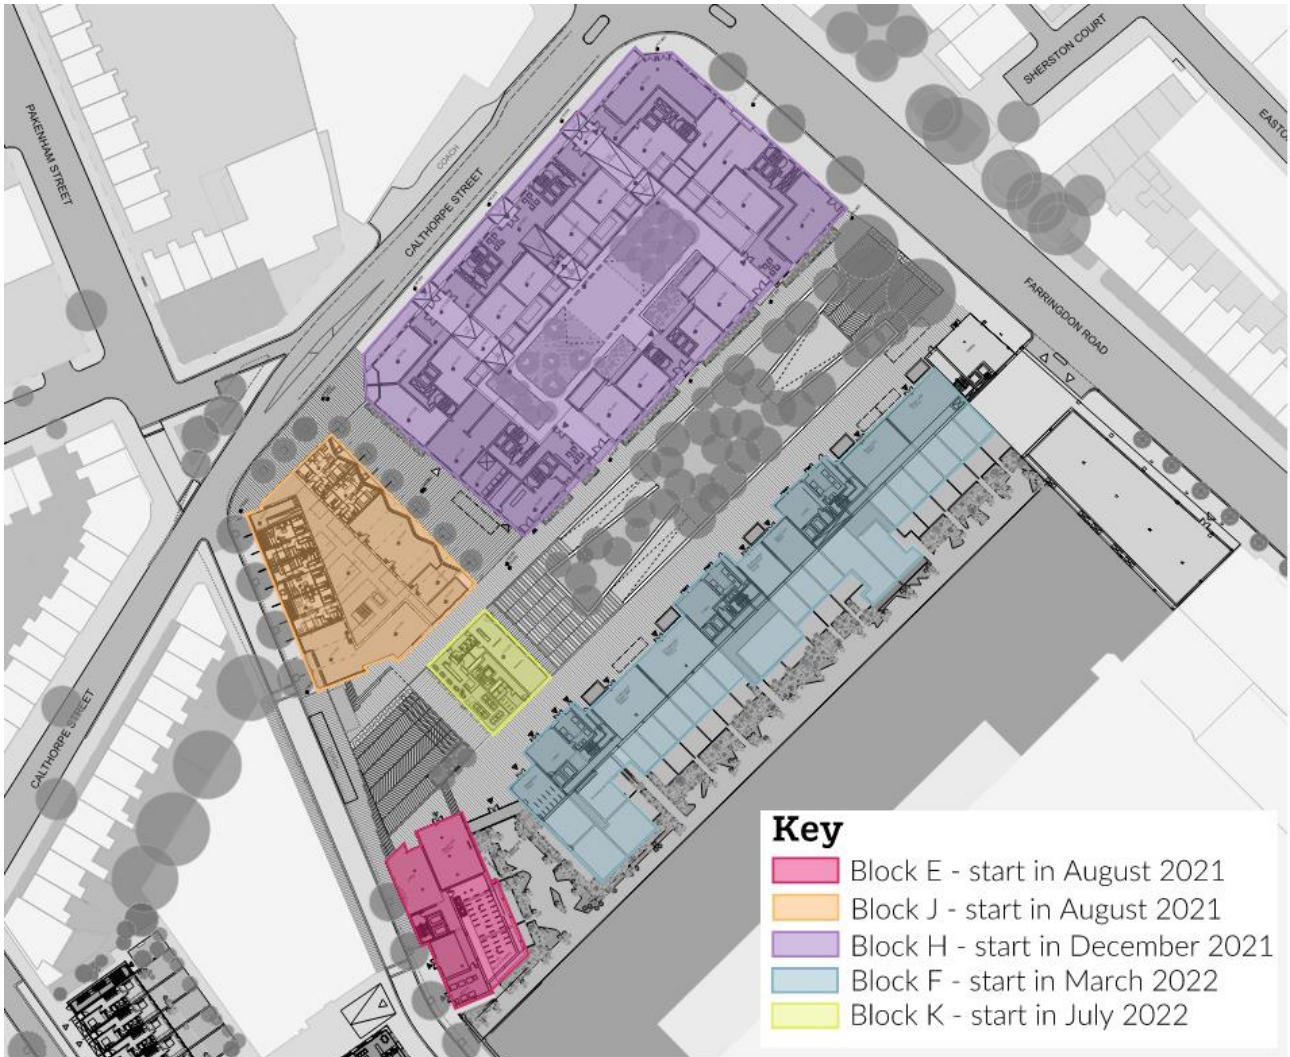 SHERSTON COURT
EASTO
PAKENHAM STREET
COACH
CALTHORPE STREET
FARRINGDON ROAD
CALTHORPE STREET
Key
Block E - start in August 2021
Block J - start in August 2021
Block H - start in December 2021
Block F - start in March 2022
Block K - start in July 2022